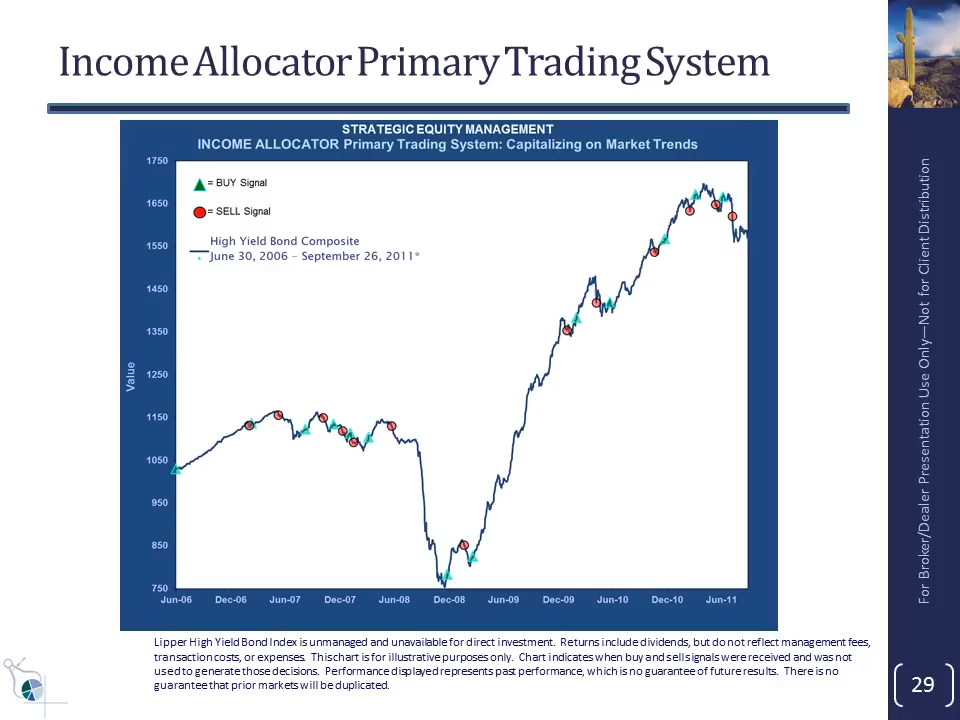 Income Allocator Primary Trading System
STRATEGIC EQUITY MANAGEMENT
INCOME ALLOCATOR Primary Trading System: Capitalizing on Market Trends
= BUY Signal
= SELL Signal
High Yield Bond Composite
June 30, 2006 - September 26, 2011*
Value
1750
1650
1550
1450
1350
1250
1150
1050
950
850
750
Jun-06 Dec-06 Jun-07 Dec-07 Jun-08 Dec-08 Jun-09 Dec-09 Jun-10 Dec-10 Jun-11
Lipper High Yield Bond Index is unmanaged and unavailable for direct investment. Returns include dividends, but do not reflect management fees,
transaction costs, or expenses. This chart is for illustrative purposes only. Chart indicates when buy and sell signals were received and was not
used to generate those decisions. Performance displayed represents past performance, which is no guarantee of future results. There is no
guarantee that prior markets will be duplicated.
For Broker/Dealer Presentation Use Only—Not for Client Distribution
29